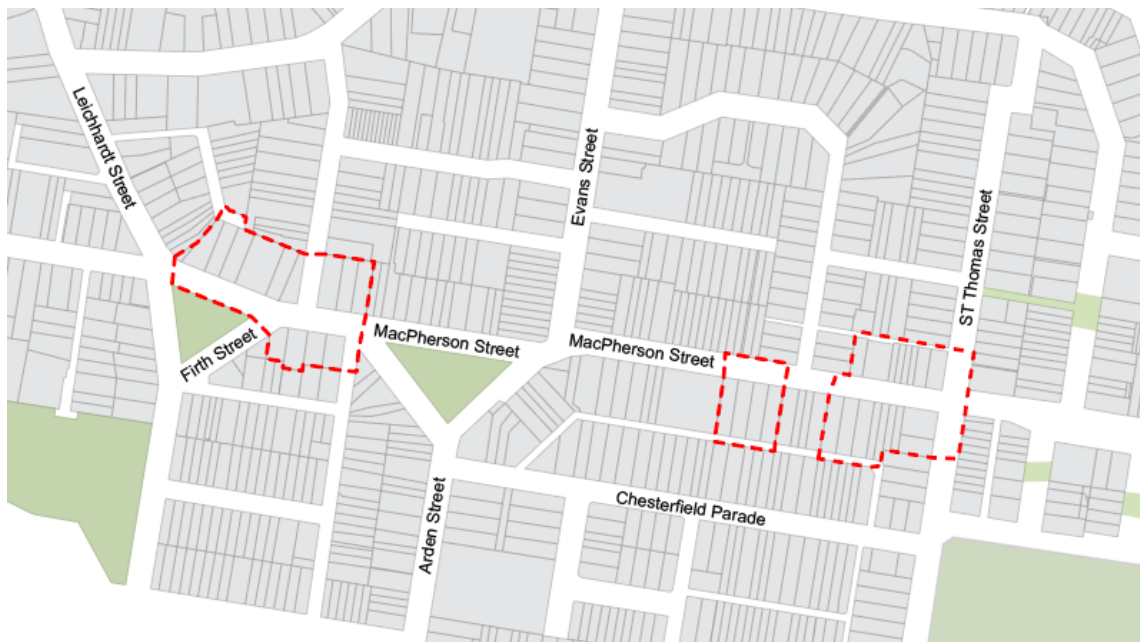 Leichhardt Street
Evans Street
ST Thomas Street
MacPherson Street
MacPherson Street
Firth Street
Chesterfield Parade
Arden Street